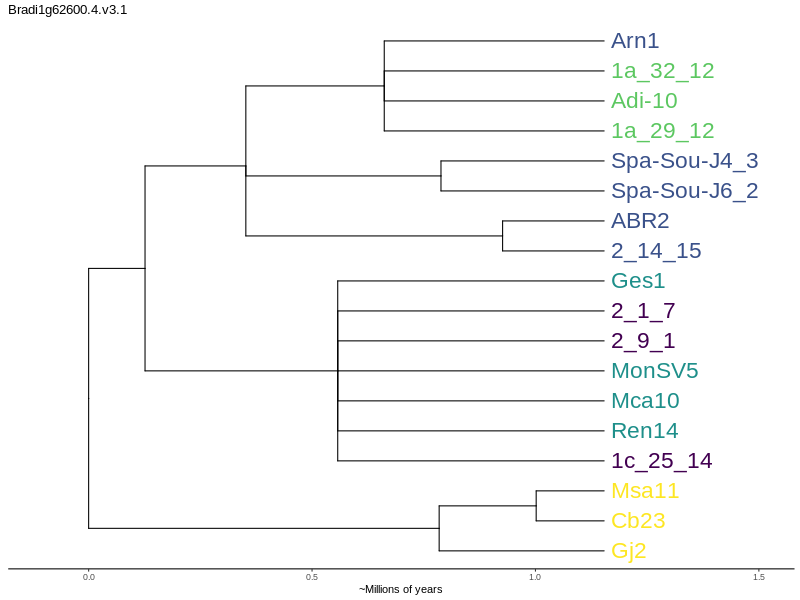 Bradi1g62600.4.v3.1
Arn1
1a_32_12
Adi-10
1a_29_12
Spa-Sou-J4_3
Spa-Sou-J6_2
ABR2
2_14_15
Ges1
2_1_7
2_9_1
MonSV5
Mca10
Ren14
1c_25_14
Msa11
Cb23
Gj2
0.0 0.5 1.0 1.5
~Millions of years